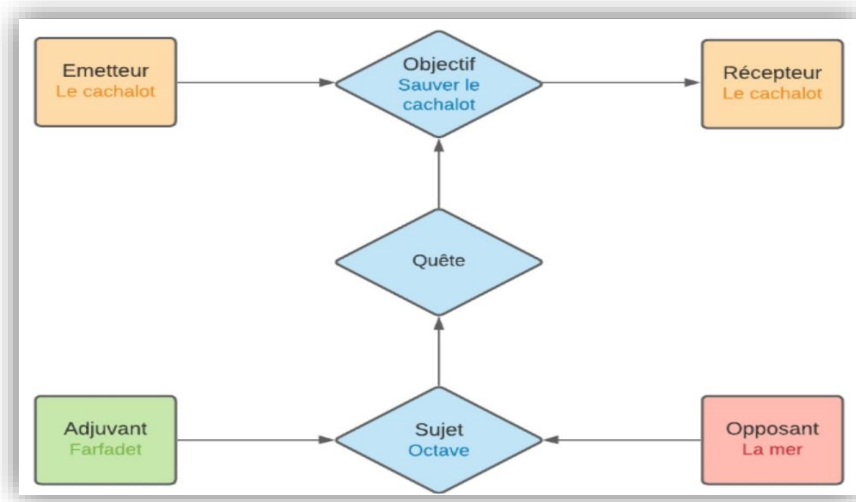 Emetteur
Le cachalot
Objectif
Sauver le
cachalot
Récepteur
Le cachalot
Quête
Adjuvant
Farfadet
Sujet
Octave
Opposant
La mer